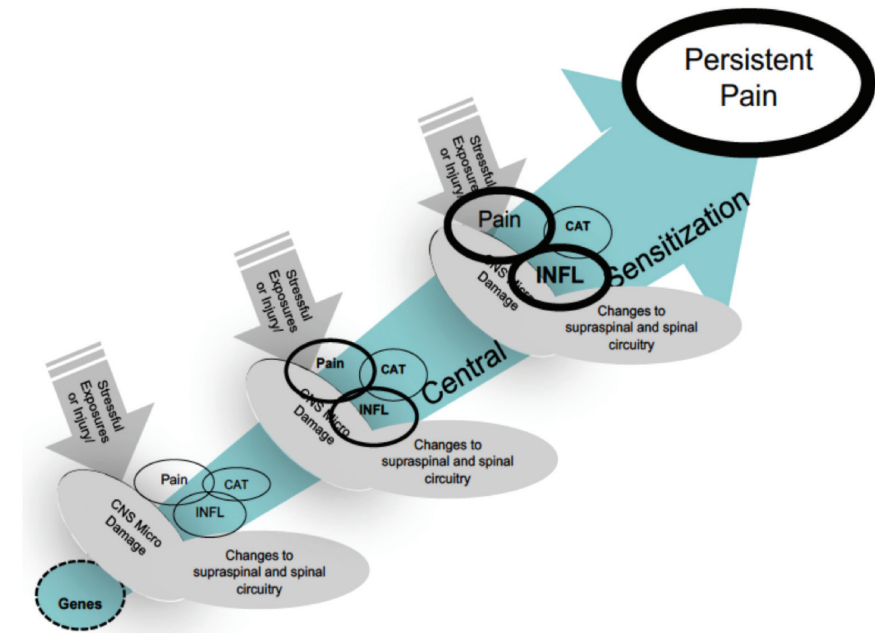 Persistent
Pain
Stressful
Exposures
or Injury/
Pain
CAT
INFL
CNS Micro
Damage
Changes to
supraspinal and spinal
circuitry
Central Sensitization
Stressful
Exposures
or Injury/
Pain
CAT
INFL
CNS Micro
Damage
Changes to
supraspinal and spinal
circuitry
Stressful
Exposures
or Injury/
Pain
CAT
INFL
CNS Micro
Damage
Changes to
supraspinal and spinal
circuitry
Genes